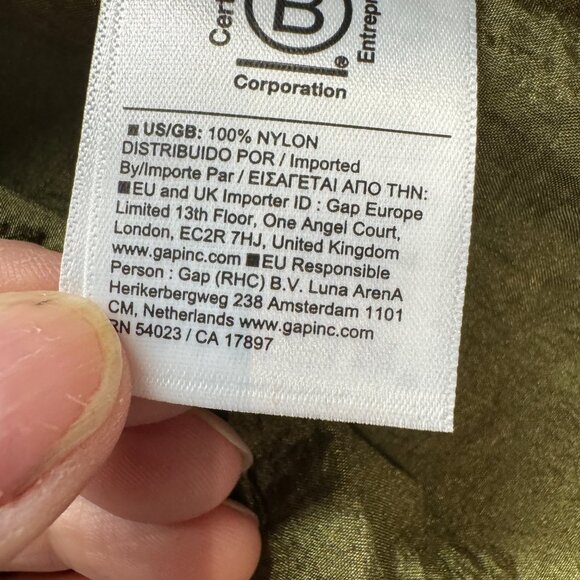 B
®
Corporation
US/GB: 100% NYLON
DISTRIBUIDO POR / Imported
By/Importe Par / ΕΙΣΑΓΕΤΑΙ ΑΠΟ ΤΗΝ:
EU and UK Importer ID : Gap Europe
Limited 13th Floor, One Angel Court,
London, EC2R 7HJ, United Kingdom
www.gapinc.com EU Responsible
Person : Gap (RHC) B.V. Luna ArenA
Herikerbergweg 238 Amsterdam 1101
CM, Netherlands www.gapinc.com
RN 54023 / CA 17897